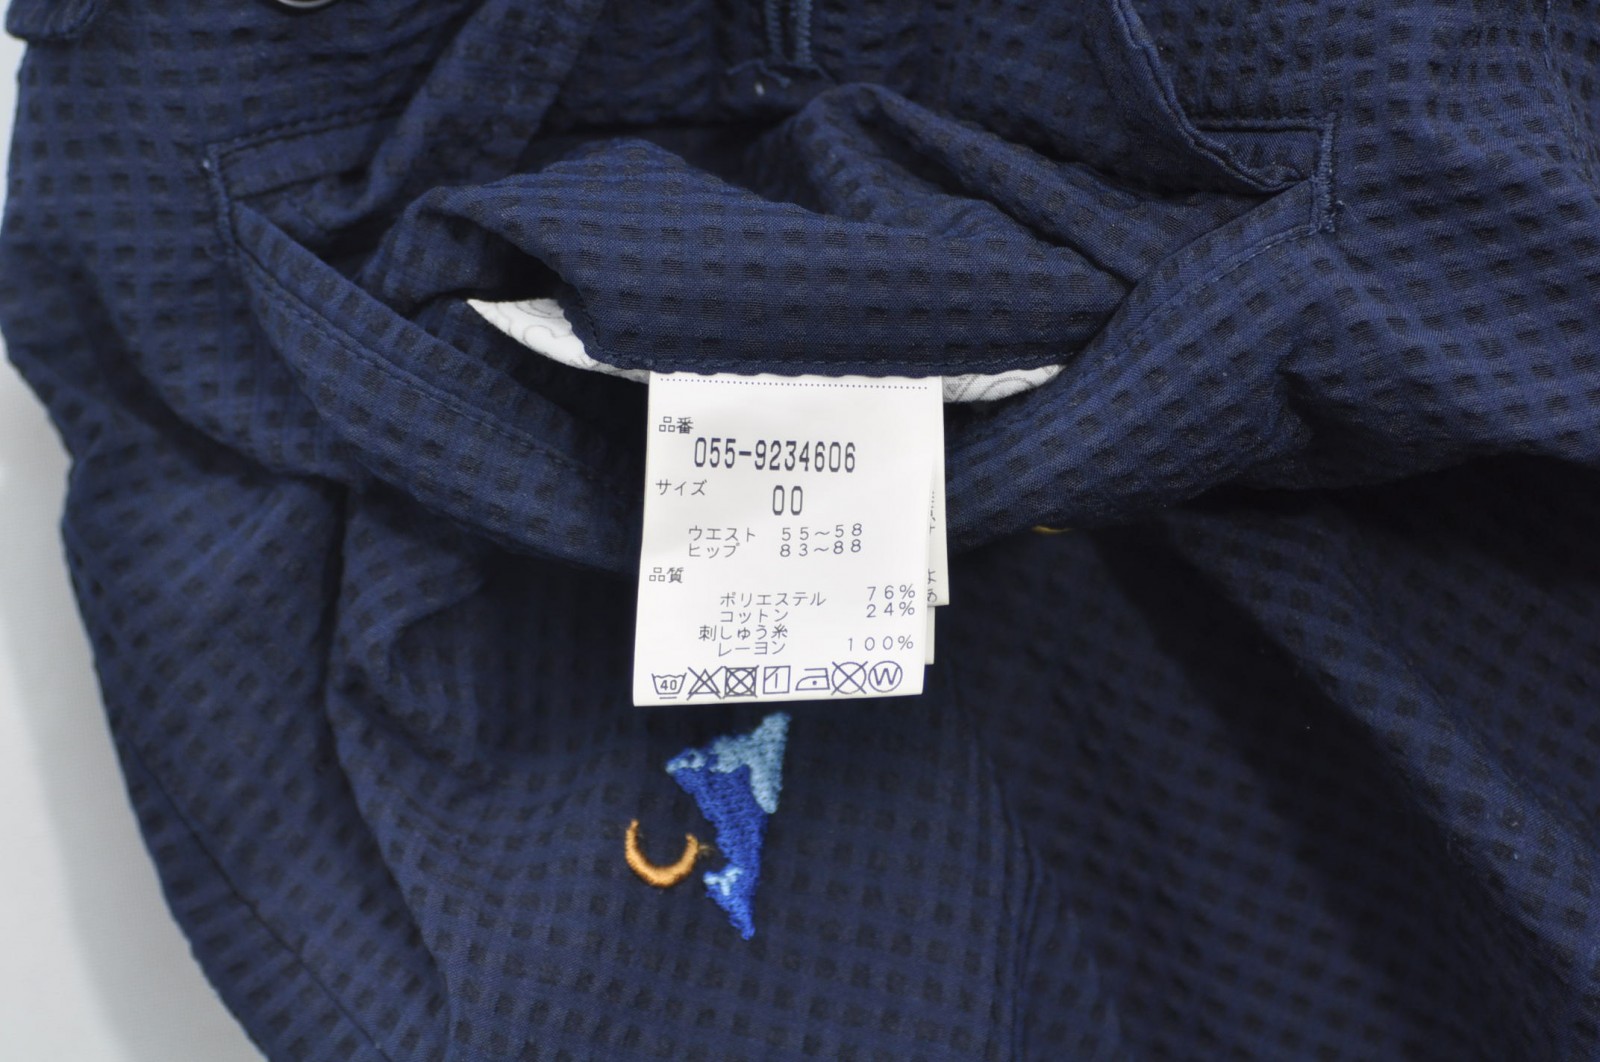 品番
055-9234606
サイズ
00
ウエスト 55～58
ヒップ 83～88
品質
ポリエステル 76%
コットン 24%
刺しゅう糸
レーヨン 100%
40 W